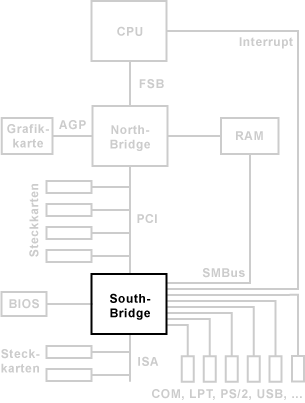 CPU
Interrupt
FSB
Grafik-
karte
AGP
North-
Bridge
RAM
Steckkarten
PCI
SMBus
BIOS
South-
Bridge
Steck-
karten
ISA
COM, LPT, PS/2, USB, ...